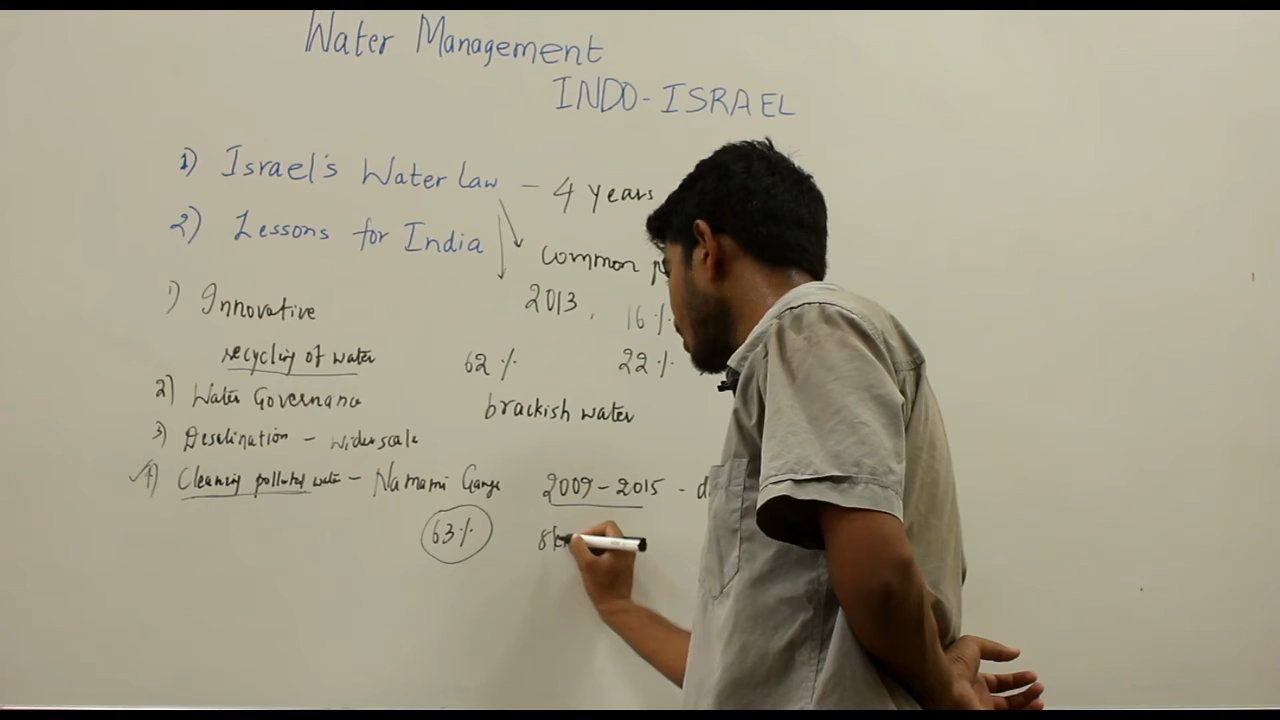 Water Management
INDO-ISRAEL
1) Israel's Water Law - 4 years
2) Lessons for India
common
1) Innovative
2013, 16%
recycling of water 62% 22%
2) Water Governance
brackish water
3) Desalination - wider scale
4) Cleaning polluted water - Namami Gange 2009-2015 -
63%